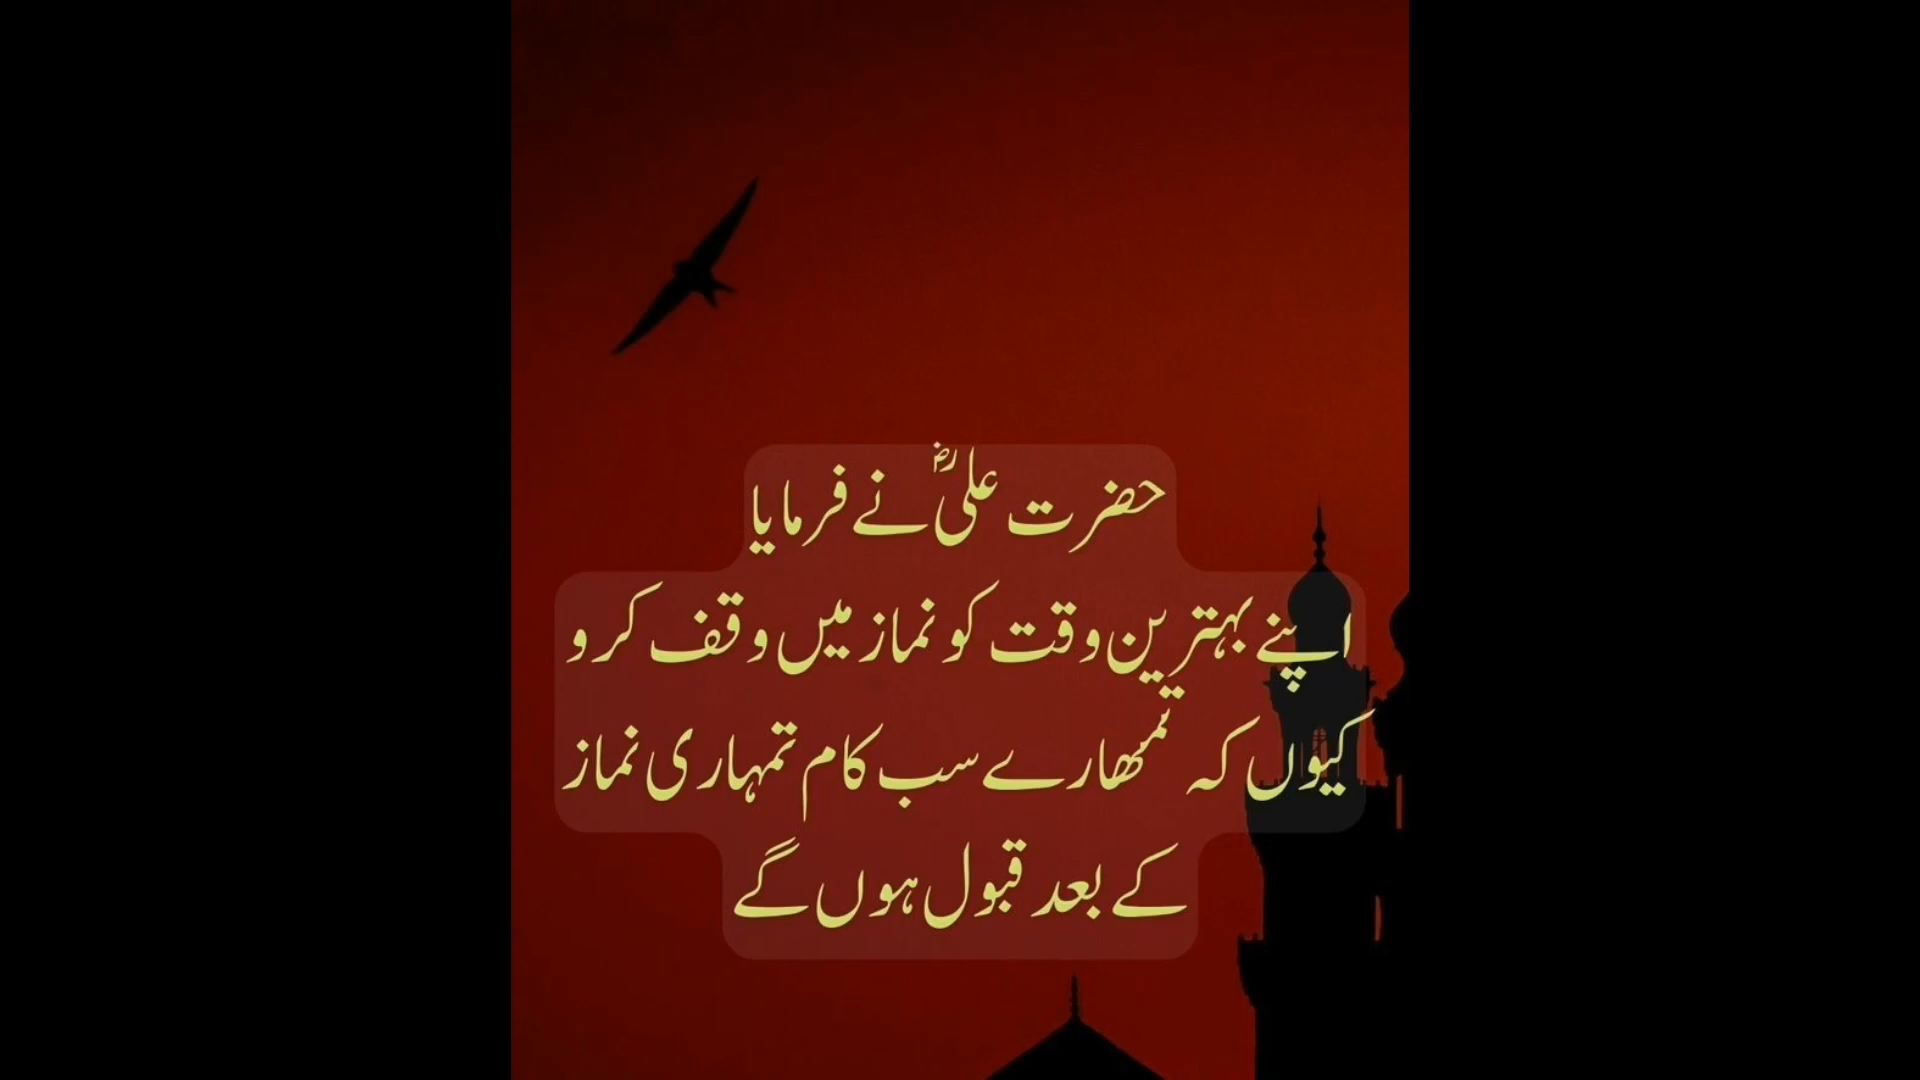 حضرت علیؓ نے فرمایا
اپنے بہترین وقت کو نماز میں وقف کرو
کیوں کہ تمھارے سب کام تمہاری نماز
کے بعد قبول ہوں گے